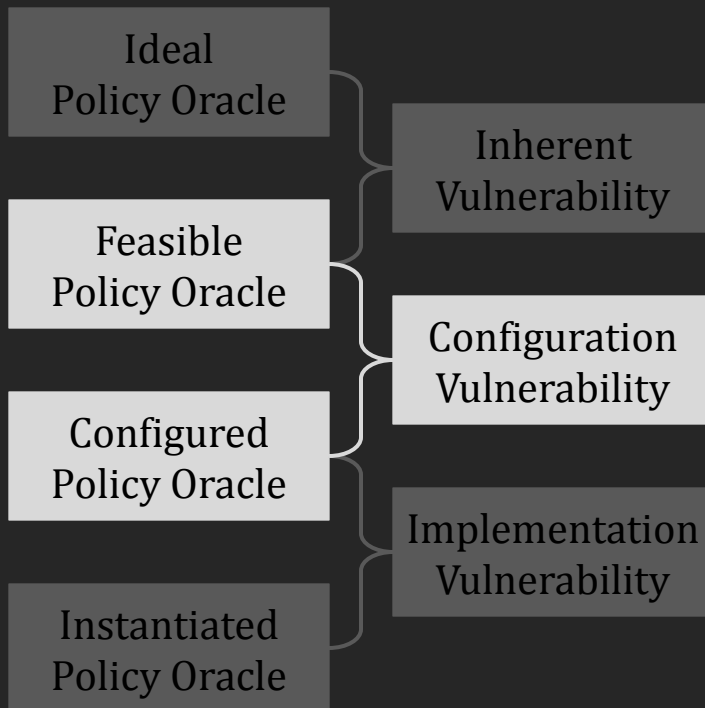 Ideal
Policy Oracle
Inherent
Vulnerability
Feasible
Policy Oracle
Configuration
Vulnerability
Configured
Policy Oracle
Implementation
Vulnerability
Instantiated
Policy Oracle